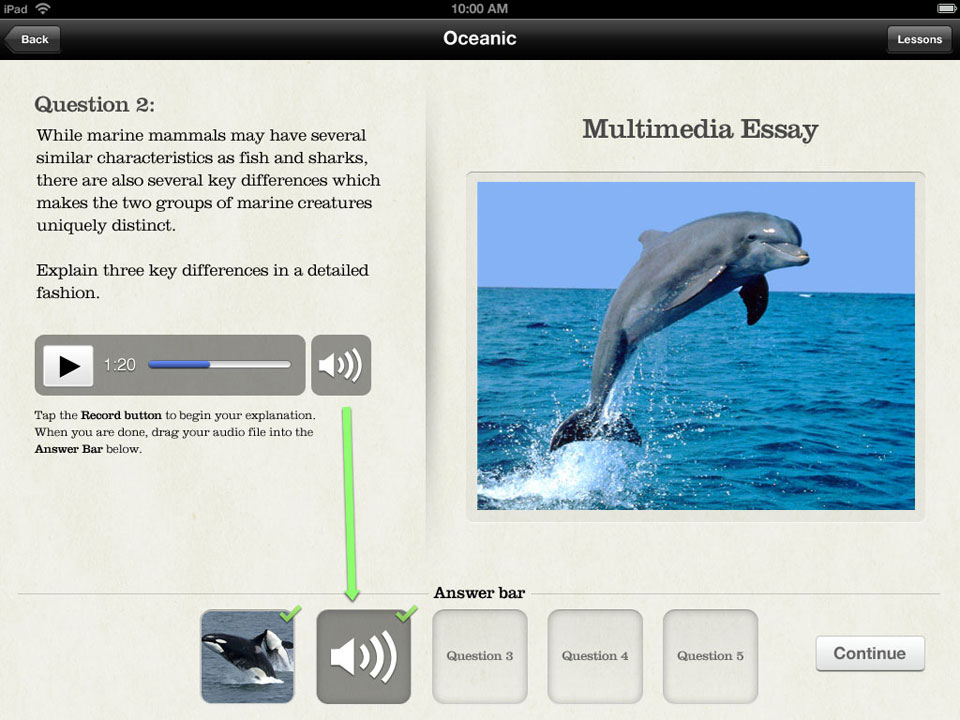 iPad
10:00 AM
Back
Oceanic
Lessons
Question 2:
While marine mammals may have several
similar characteristics as fish and sharks,
there are also several key differences which
makes the two groups of marine creatures
uniquely distinct.
Explain three key differences in a detailed
fashion.
1:20
Tap the Record button to begin your explanation.
When you are done, drag your audio file into the
Answer Bar below.
Multimedia Essay
Answer bar
Question 3
Question 4
Question 5
Continue